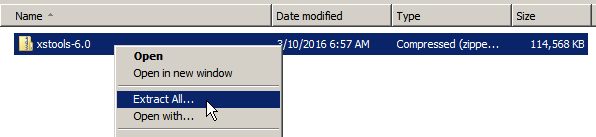 Name Date modified Type Size
xstools-6.0 3/10/2016 6:57 AM Compressed (zippe... 114,568 KB
Open
Open in new window
Extract All...
Open with...